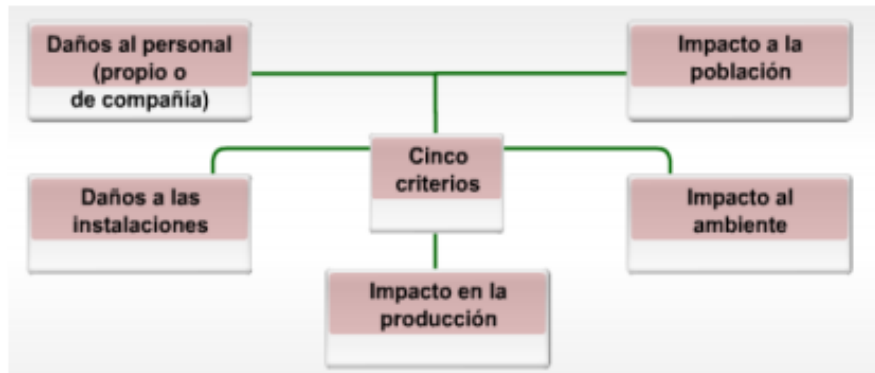 Daños al personal
(propio o
de compañía)
Impacto a la
población
Cinco
criterios
Daños a las
instalaciones
Impacto al
ambiente
Impacto en la
producción